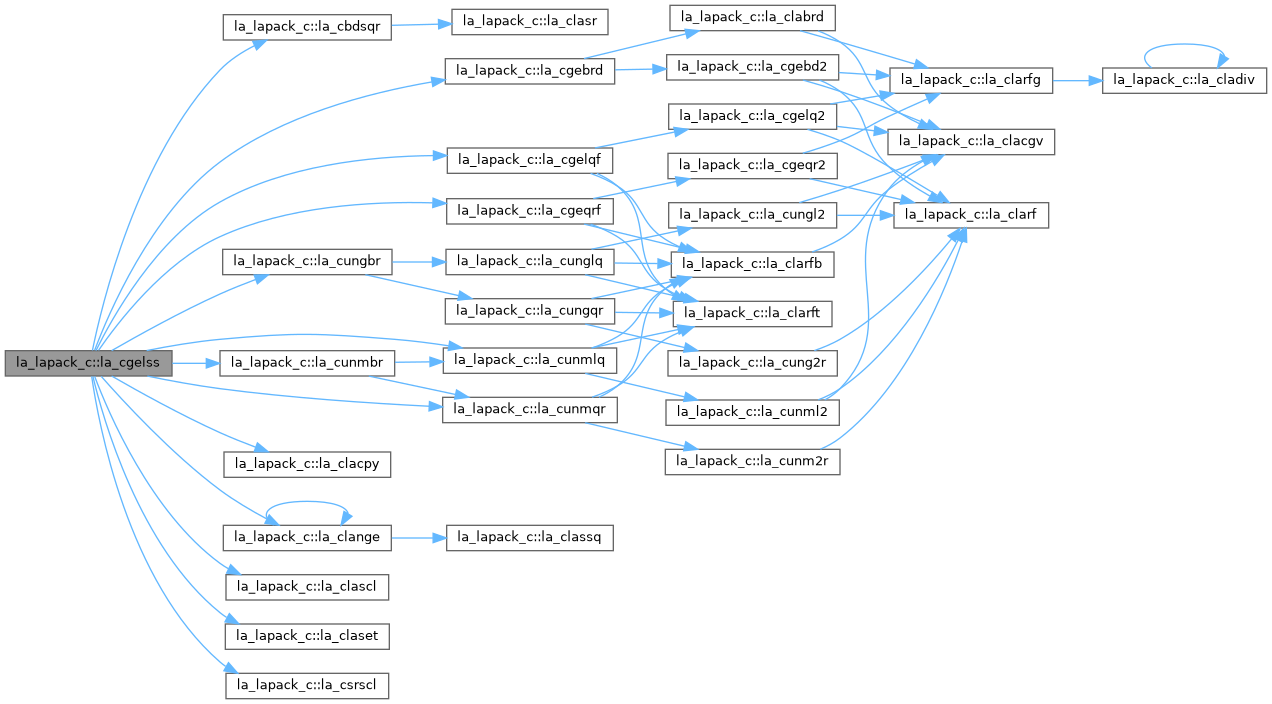 la_lapack_c::la_cgelss
la_lapack_c::la_cbdsqr
la_lapack_c::la_clasr
la_lapack_c::la_cgebrd
la_lapack_c::la_cgelqf
la_lapack_c::la_cgeqrf
la_lapack_c::la_cungbr
la_lapack_c::la_cunglq
la_lapack_c::la_cungqr
la_lapack_c::la_cunmbr
la_lapack_c::la_cunmlq
la_lapack_c::la_cunmqr
la_lapack_c::la_clacpy
la_lapack_c::la_clange
la_lapack_c::la_classq
la_lapack_c::la_clascl
la_lapack_c::la_claset
la_lapack_c::la_csrscl
la_lapack_c::la_clabrd
la_lapack_c::la_cgebd2
la_lapack_c::la_cgelq2
la_lapack_c::la_cgeqr2
la_lapack_c::la_cungl2
la_lapack_c::la_clarfb
la_lapack_c::la_clarft
la_lapack_c::la_cung2r
la_lapack_c::la_cunml2
la_lapack_c::la_cunm2r
la_lapack_c::la_clarfg
la_lapack_c::la_clacgv
la_lapack_c::la_clarf
la_lapack_c::la_cladiv